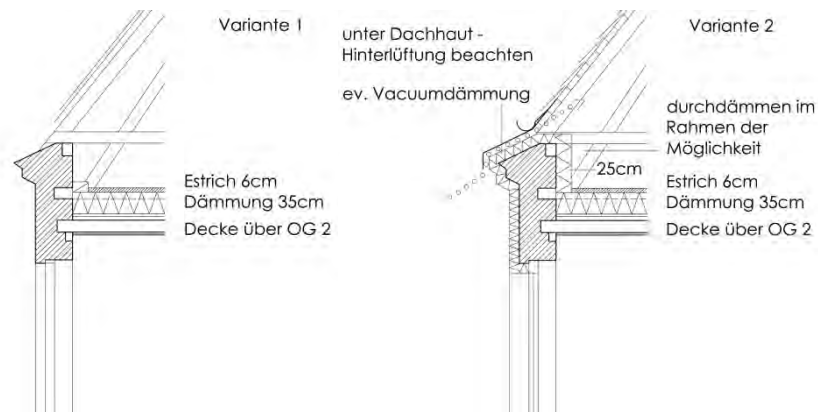 Variante 1
Estrich 6cm
Dämmung 35cm
Decke über OG 2
unter Dachhaut -
Hinterlüftung beachten
ev. Vacuumdämmung
Variante 2
durchdämmen im
Rahmen der
Möglichkeit
25cm
Estrich 6cm
Dämmung 35cm
Decke über OG 2